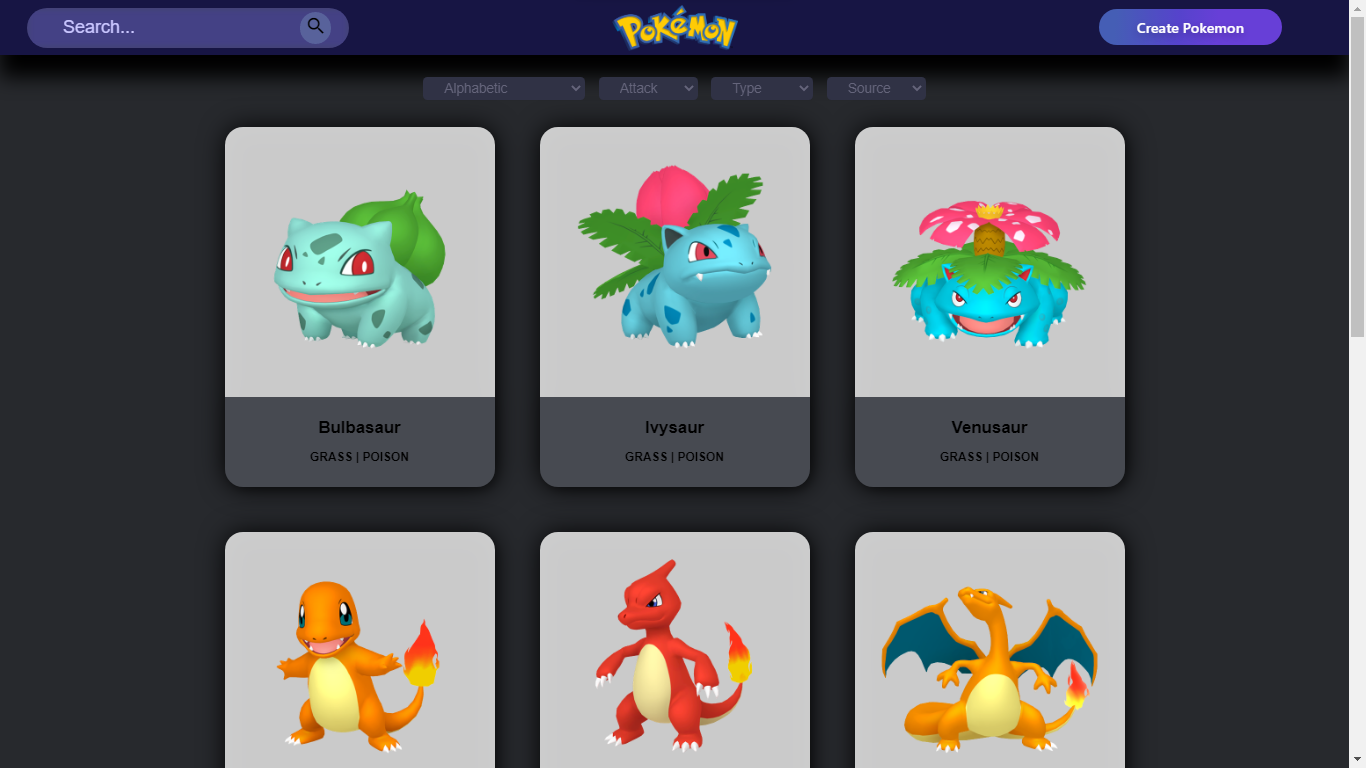 Search...
Pokémon
Create Pokemon
Alphabetic
Attack
Type
Source
Bulbasaur
GRASS | POISON
Ivysaur
GRASS | POISON
Venusaur
GRASS | POISON